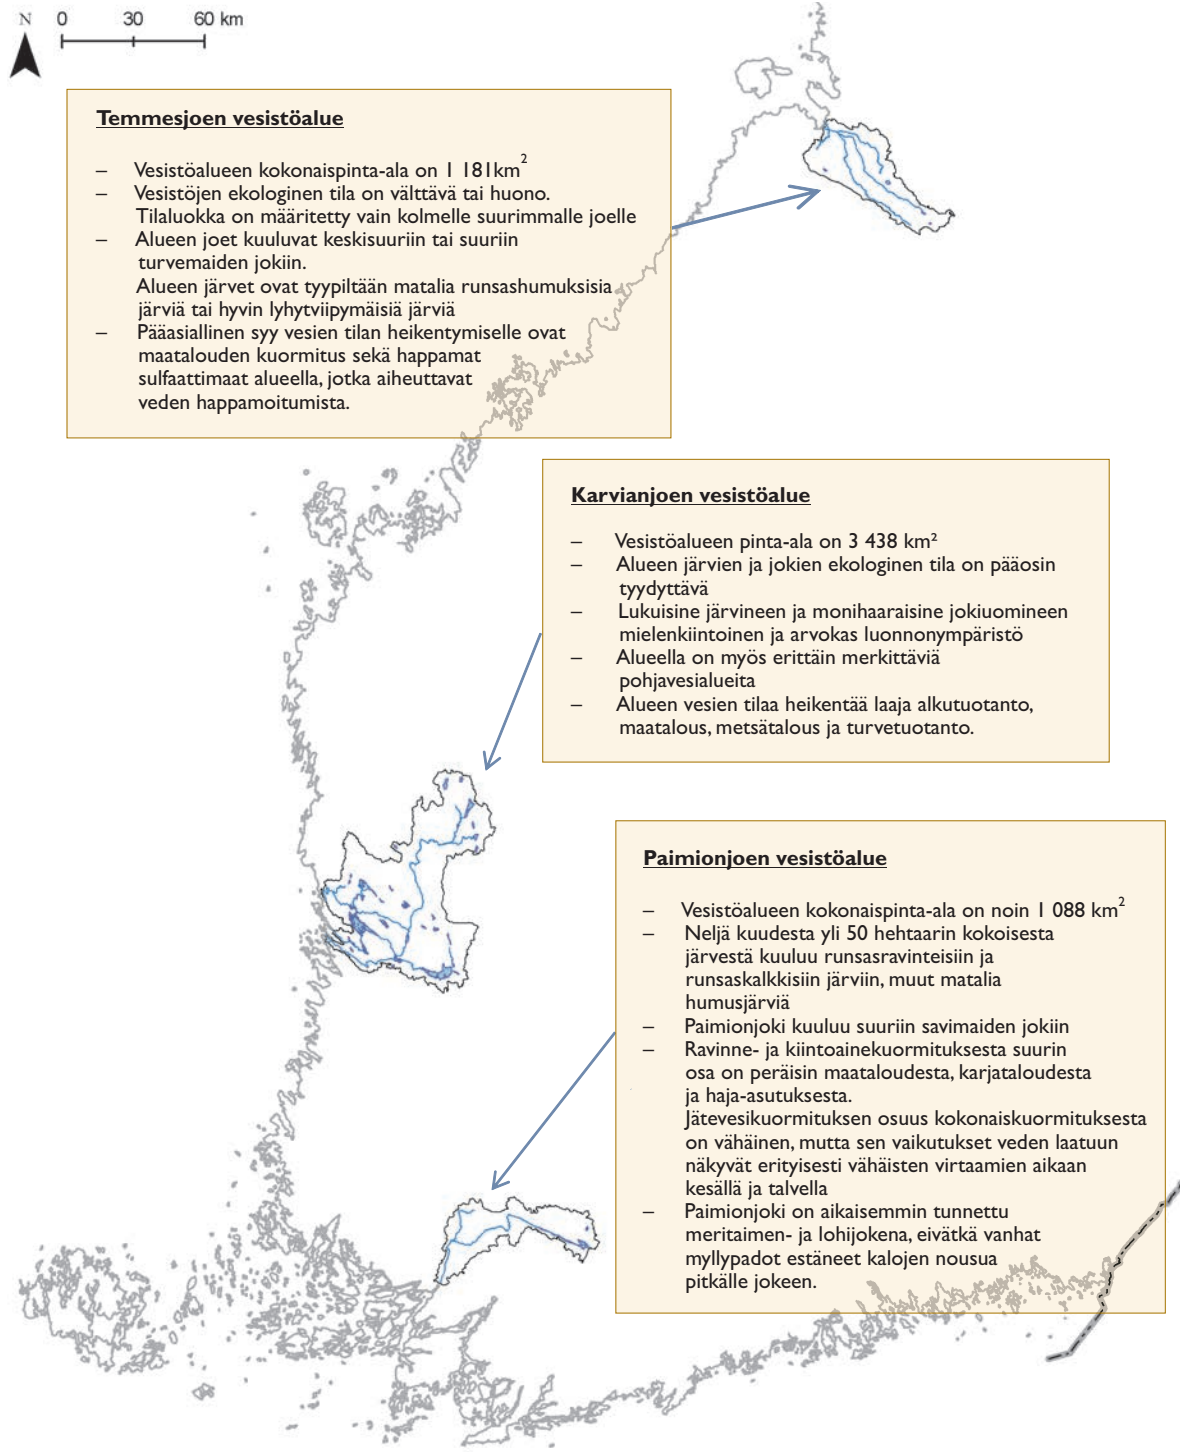 N 0 30 60 km
Temmesjoen vesistöalue
– Vesistöalueen kokonaispinta-ala on 1 181km²
– Vesistöjen ekologinen tila on välttävä tai huono.
Tilaluokka on määritetty vain kolmelle suurimmalle joelle
– Alueen joet kuuluvat keskisuuriin tai suuriin
turvemaiden jokiin.
Alueen järvet ovat tyypiltään matalia runsashumuksisia
järviä tai hyvin lyhytviipymäisiä järviä
– Pääasiallinen syy vesien tilan heikentymiselle ovat
maatalouden kuormitus sekä happamat
sulfaattimaat alueella, jotka aiheuttavat
veden happamoitumista.
Karvianjoen vesistöalue
– Vesistöalueen pinta-ala on 3 438 km²
– Alueen järvien ja jokien ekologinen tila on pääosin
tyydyttävä
– Lukuisine järvineen ja monihaaraisine jokiuomineen
mielenkiintoinen ja arvokas luonnonympäristö
– Alueella on myös erittäin merkittäviä
pohjavesialueita
– Alueen vesien tilaa heikentää laaja alkutuotanto,
maatalous, metsätalous ja turvetuotanto.
Paimionjoen vesistöalue
– Vesistöalueen kokonaispinta-ala on noin 1 088 km²
– Neljä kuudesta yli 50 hehtaarin kokoisesta
järvestä kuuluu runsasravinteisiin ja
runsaskalkkisiin järviin, muut matalia
humusjärviä
– Paimionjoki kuuluu suuriin savimaiden jokiin
– Ravinne- ja kiintoainekuormituksesta suurin
osa on peräisin maataloudesta, karjataloudesta
ja haja-asutuksesta.
Jätevesikuormituksen osuus kokonaiskuormituksesta
on vähäinen, mutta sen vaikutukset veden laatuun
näkyvät erityisesti vähäisten virtaamien aikaan
kesällä ja talvella
– Paimionjoki on aikaisemmin tunnettu
meritaimen- ja lohijokena, eivätkä vanhat
myllypadot estäneet kalojen nousua
pitkälle jokeen.